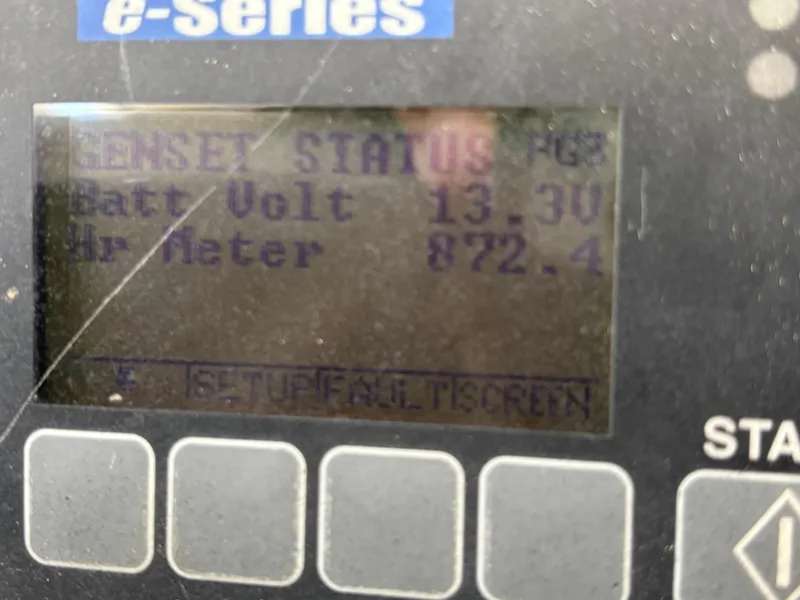 e-Series
GENSET STATUS PG3
Batt Volt 13.3V
Hr Meter 872.4
SETUP FAULT SCREEN
STA